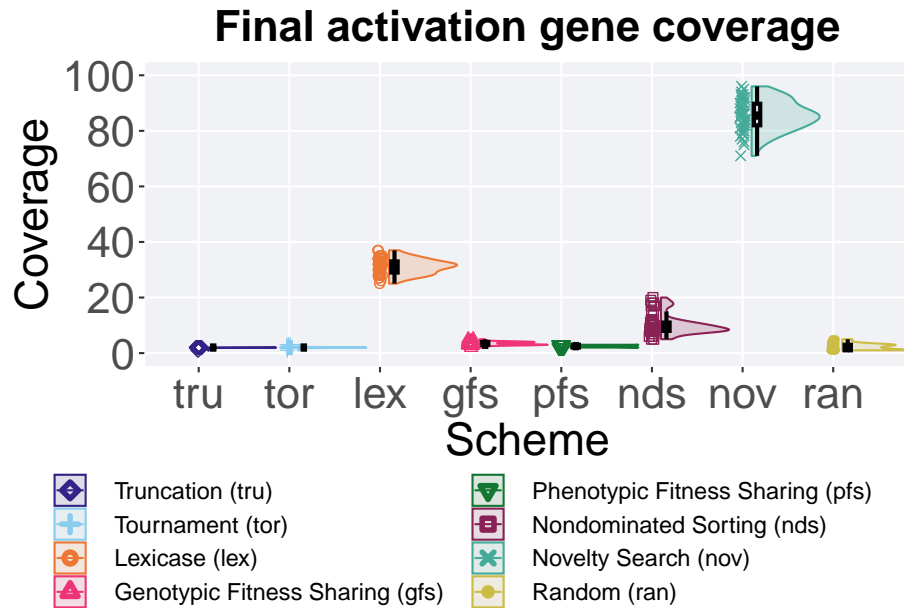 Final activation gene coverage
100
80
60
40
20
0
Coverage
tru tor lex gfs pfs nds nov ran
Scheme
Truncation (tru)
Tournament (tor)
Lexicase (lex)
Genotypic Fitness Sharing (gfs)
Phenotypic Fitness Sharing (pfs)
Nondominated Sorting (nds)
Novelty Search (nov)
Random (ran)